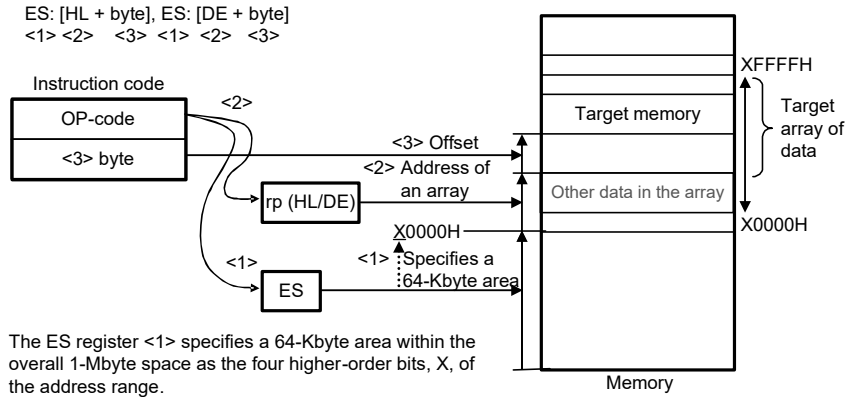 ES: [HL + byte], ES: [DE + byte]
<1> <2> <3> <1> <2> <3>
Instruction code
OP-code
<3> byte
<2>
<3> Offset
<2> Address of
an array
rp (HL/DE)
X0000H
<1>
<1> Specifies a
64-Kbyte area
ES
XFFFFH
Target memory
Target
array of
data
Other data in the array
X0000H
Memory
The ES register <1> specifies a 64-Kbyte area within the
overall 1-Mbyte space as the four higher-order bits, X, of
the address range.